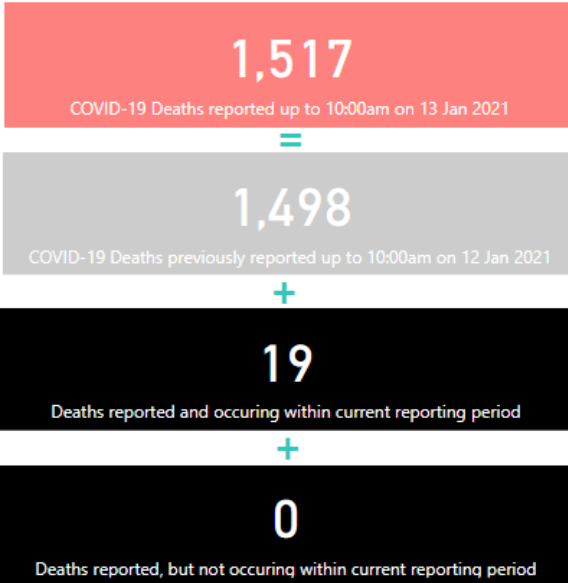 1,517
COVID-19 Deaths reported up to 10:00am on 13 Jan 2021
=
1,498
COVID-19 Deaths previously reported up to 10:00am on 12 Jan 2021
+
19
Deaths reported and occuring within current reporting period
+
0
Deaths reported, but not occuring within current reporting period